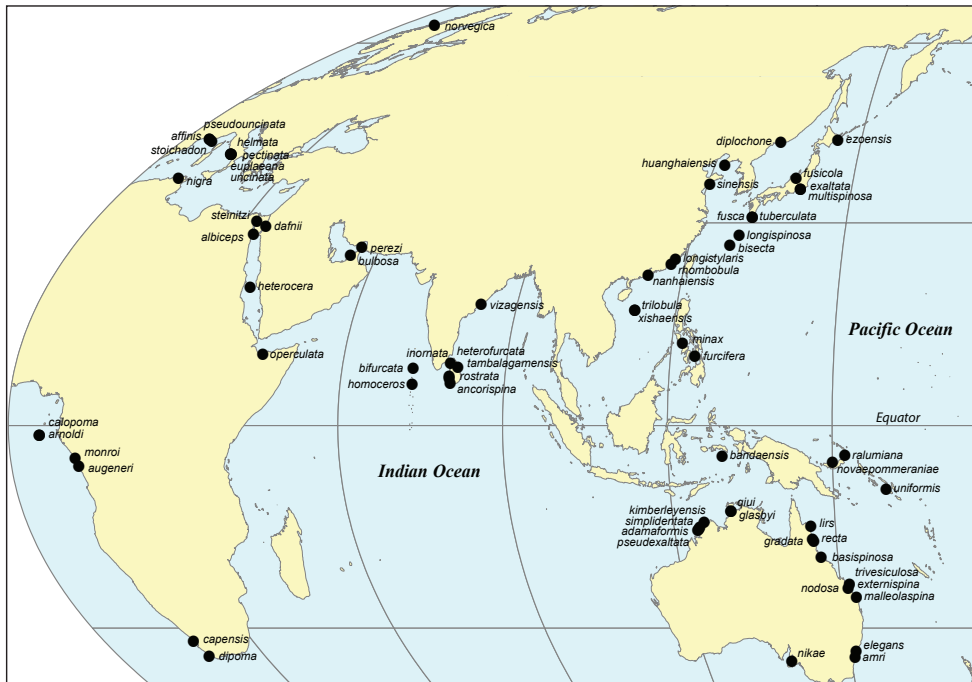 norvegica
pseudouncinata
affinis
helmata
stoichadon
pectinata
euplaeana
uncinata
nigra
diplochone
ezoensis
huanghaiensis
sinensis
fusicola
exaltata
multispinosa
fusca
tuberculata
steinitzi
dafnii
albiceps
longispinosa
bisecta
perezi
bulbosa
longistylaris
rhombobula
nanhaiensis
heterocera
vizagensis
trilobula
xishaensis
Pacific Ocean
minax
furcifera
operculata
inornata
heterofurcata
tambalagamensis
bifurcata
rostrata
homoceros
ancorispina
Equator
calopoma
arnoldi
monroi
augeneri
Indian Ocean
bandaensis
ralumiana
novaepommeraniae
uniformis
giui
glasbyi
kimberleyensis
simplidentata
adamaformis
pseudexaltata
lirs
recta
gradata
basispinosa
trivesiculosa
externispina
nodosa
malleolaspina
capensis
dipoma
elegans
amri
nikae